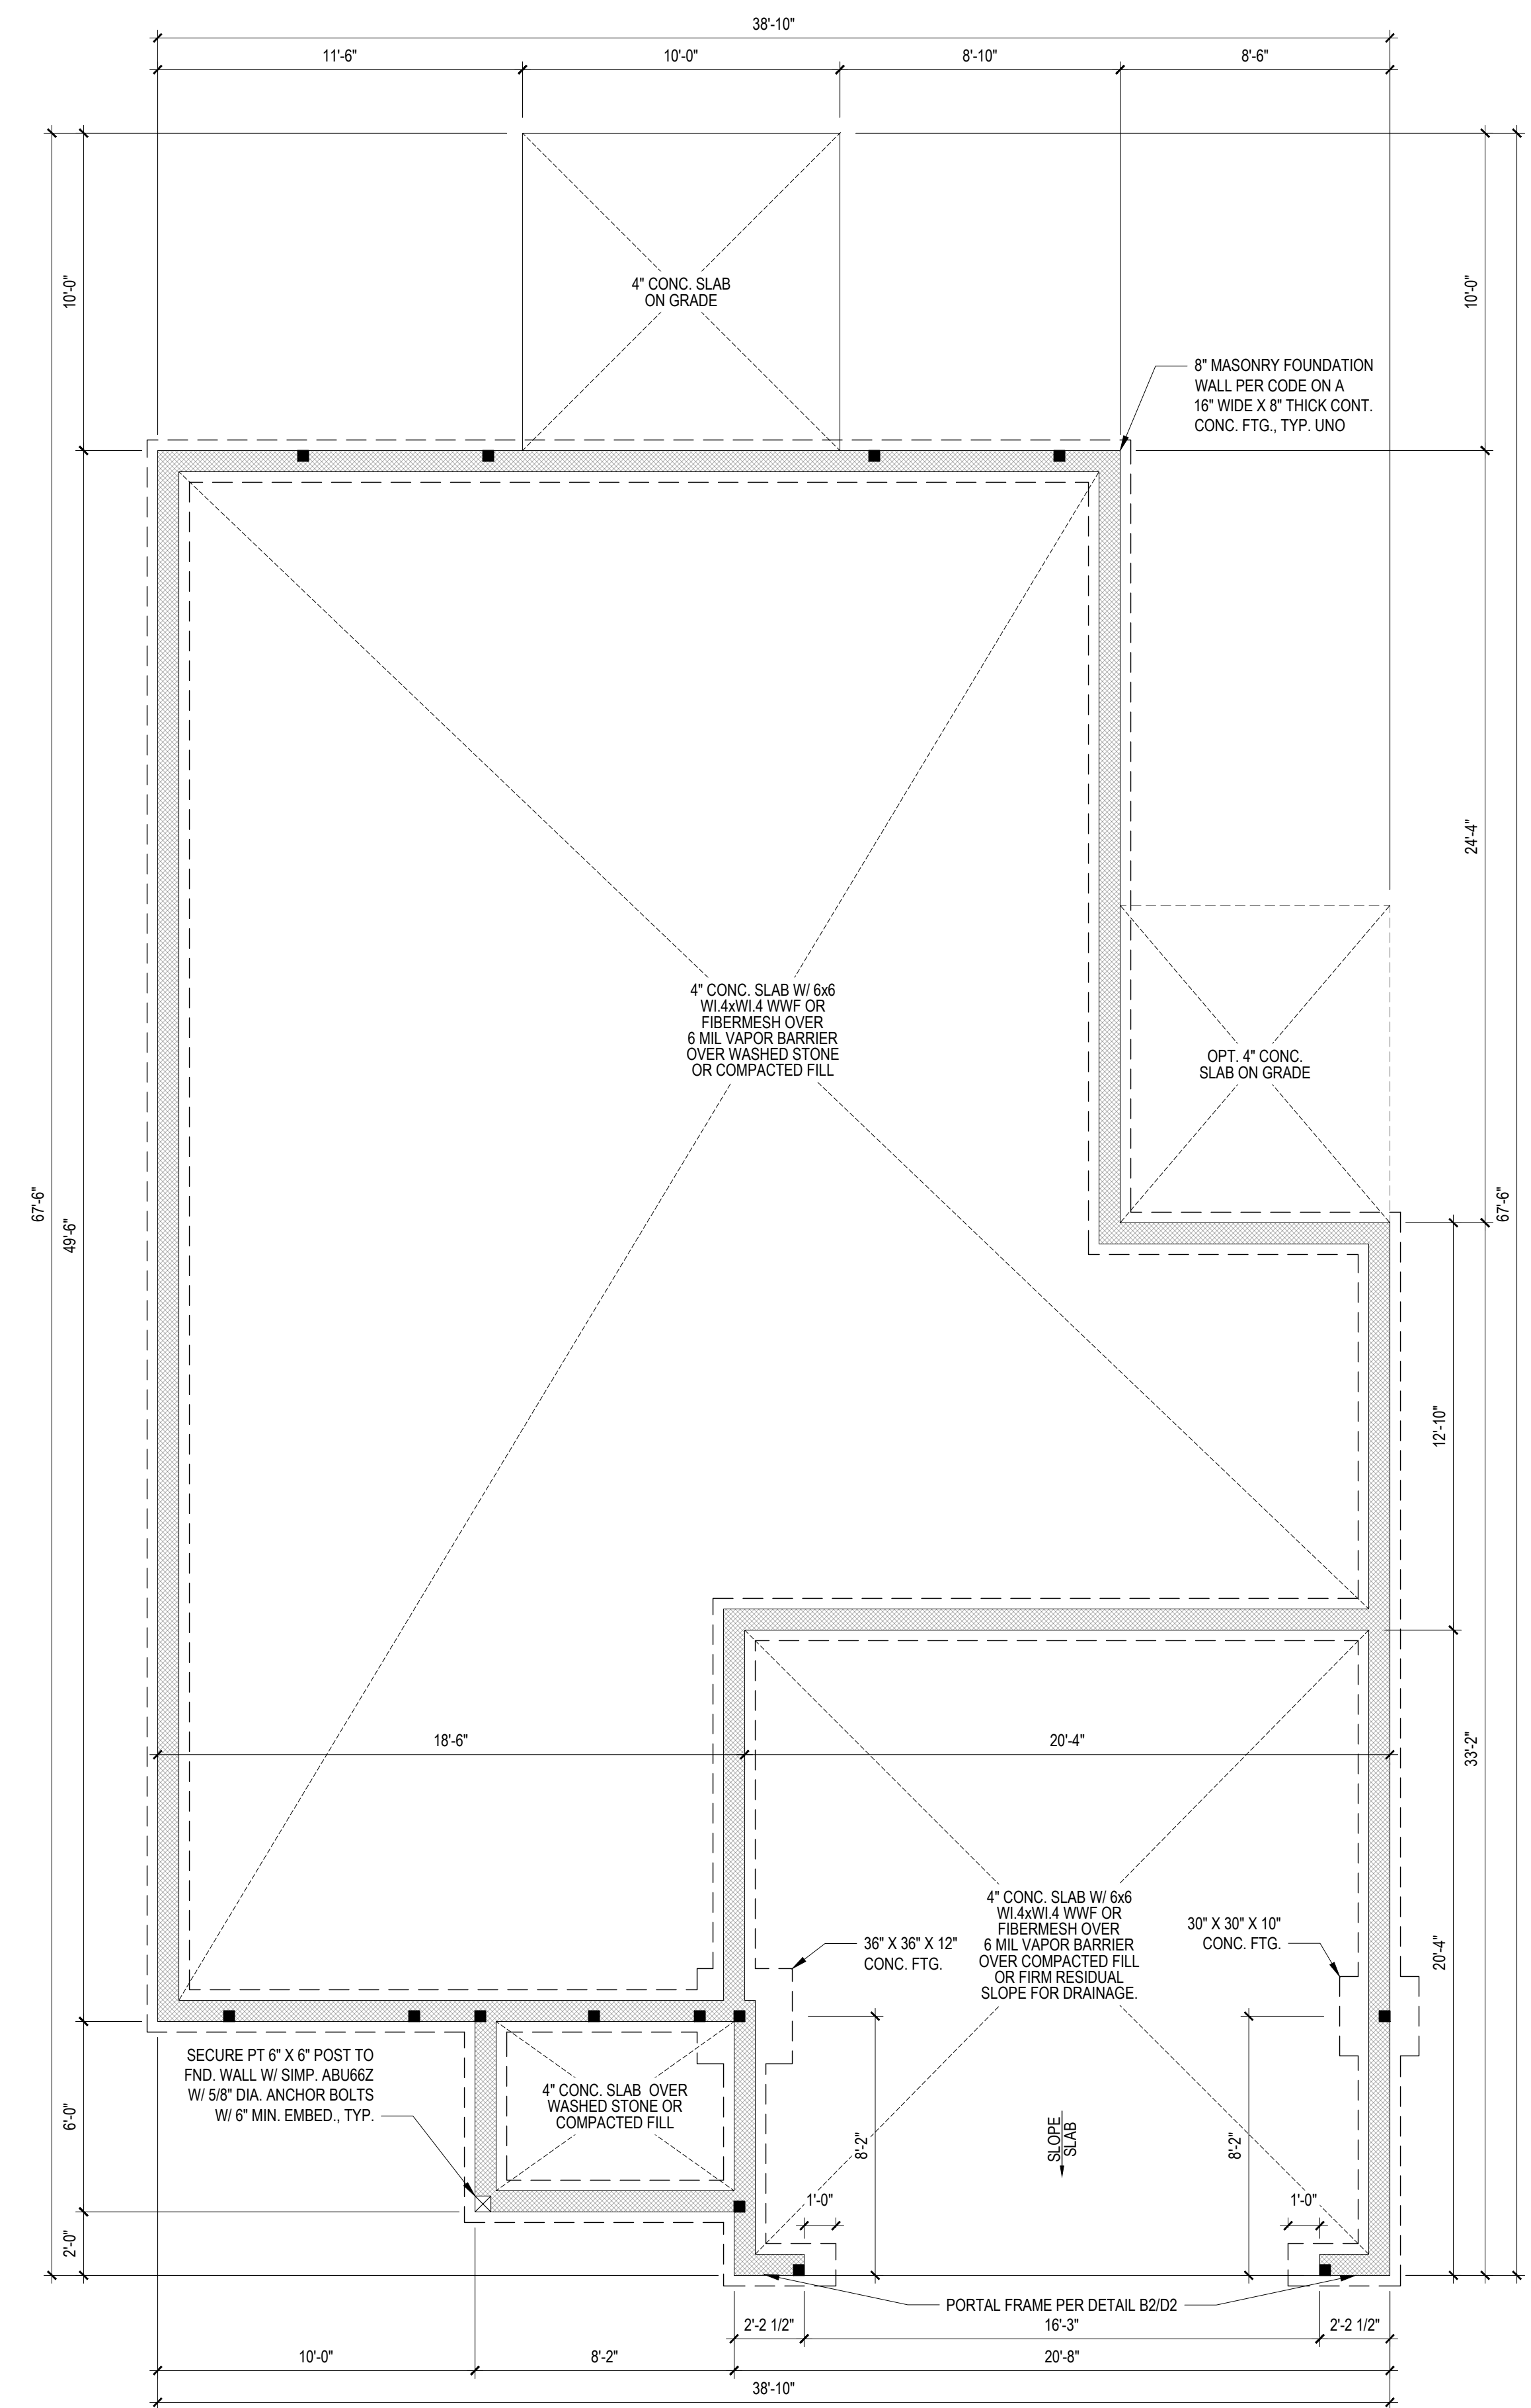 38'-10"
11'-6"
10'-0"
8'-10"
8'-6"
4" CONC. SLAB
ON GRADE
10'-0"
10'-0"
8" MASONRY FOUNDATION
WALL PER CODE ON A
16" WIDE X 8" THICK CONT.
CONC. FTG., TYP. UNO
24'-4"
4" CONC. SLAB W/ 6x6
WI.4xWI.4 WWF OR
FIBERMESH OVER
6 MIL VAPOR BARRIER
OVER WASHED STONE
OR COMPACTED FILL
OPT. 4" CONC.
SLAB ON GRADE
67'-6"
49'-6"
67'-6"
12'-10"
18'-6"
20'-4"
33'-2"
4" CONC. SLAB W/ 6x6
WI.4xWI.4 WWF OR
FIBERMESH OVER
6 MIL VAPOR BARRIER
OVER COMPACTED FILL
OR FIRM RESIDUAL
SLOPE FOR DRAINAGE.
36" X 36" X 12"
CONC. FTG.
30" X 30" X 10"
CONC. FTG.
20'-4"
SECURE PT 6" X 6" POST TO
FND. WALL W/ SIMP. ABU66Z
W/ 5/8" DIA. ANCHOR BOLTS
W/ 6" MIN. EMBED., TYP.
4" CONC. SLAB OVER
WASHED STONE OR
COMPACTED FILL
6'-0"
8'-2"
SLOPE
SLAB
8'-2"
1'-0"
1'-0"
2'-0"
PORTAL FRAME PER DETAIL B2/D2
2'-2 1/2"
16'-3"
2'-2 1/2"
10'-0"
8'-2"
20'-8"
38'-10"